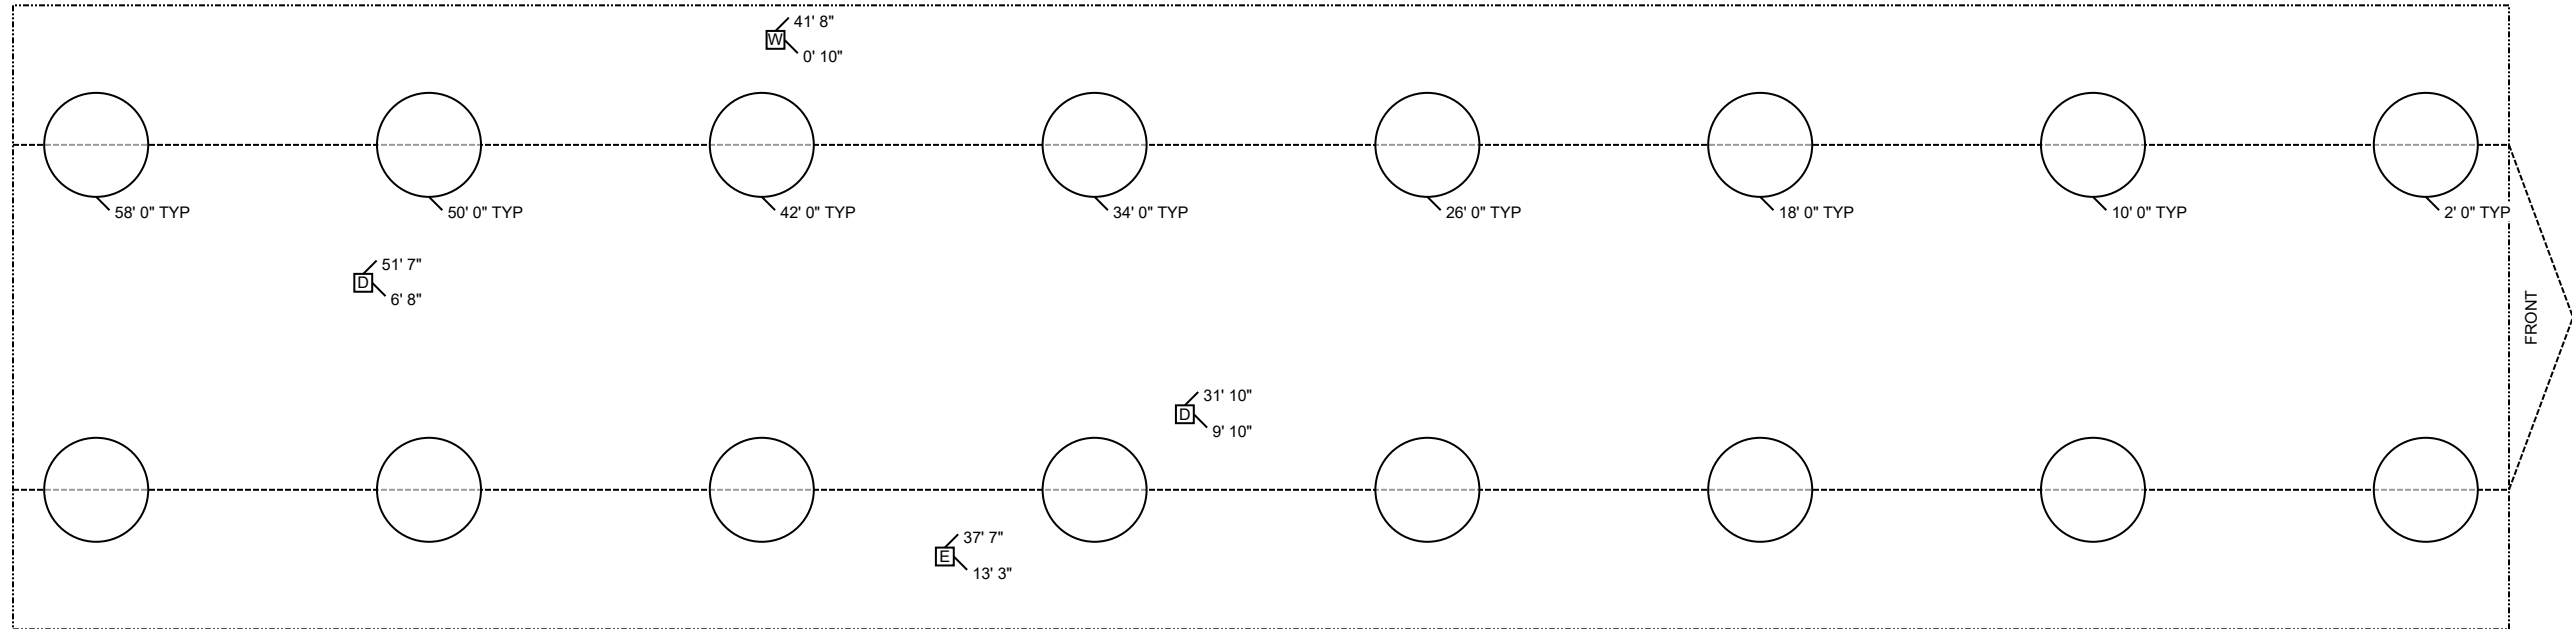 41' 8"
W
0' 10"
58' 0" TYP
50' 0" TYP
42' 0" TYP
34' 0" TYP
26' 0" TYP
18' 0" TYP
10' 0" TYP
2' 0" TYP
51' 7"
D
6' 8"
FRONT
31' 10"
D
9' 10"
37' 7"
E
13' 3"